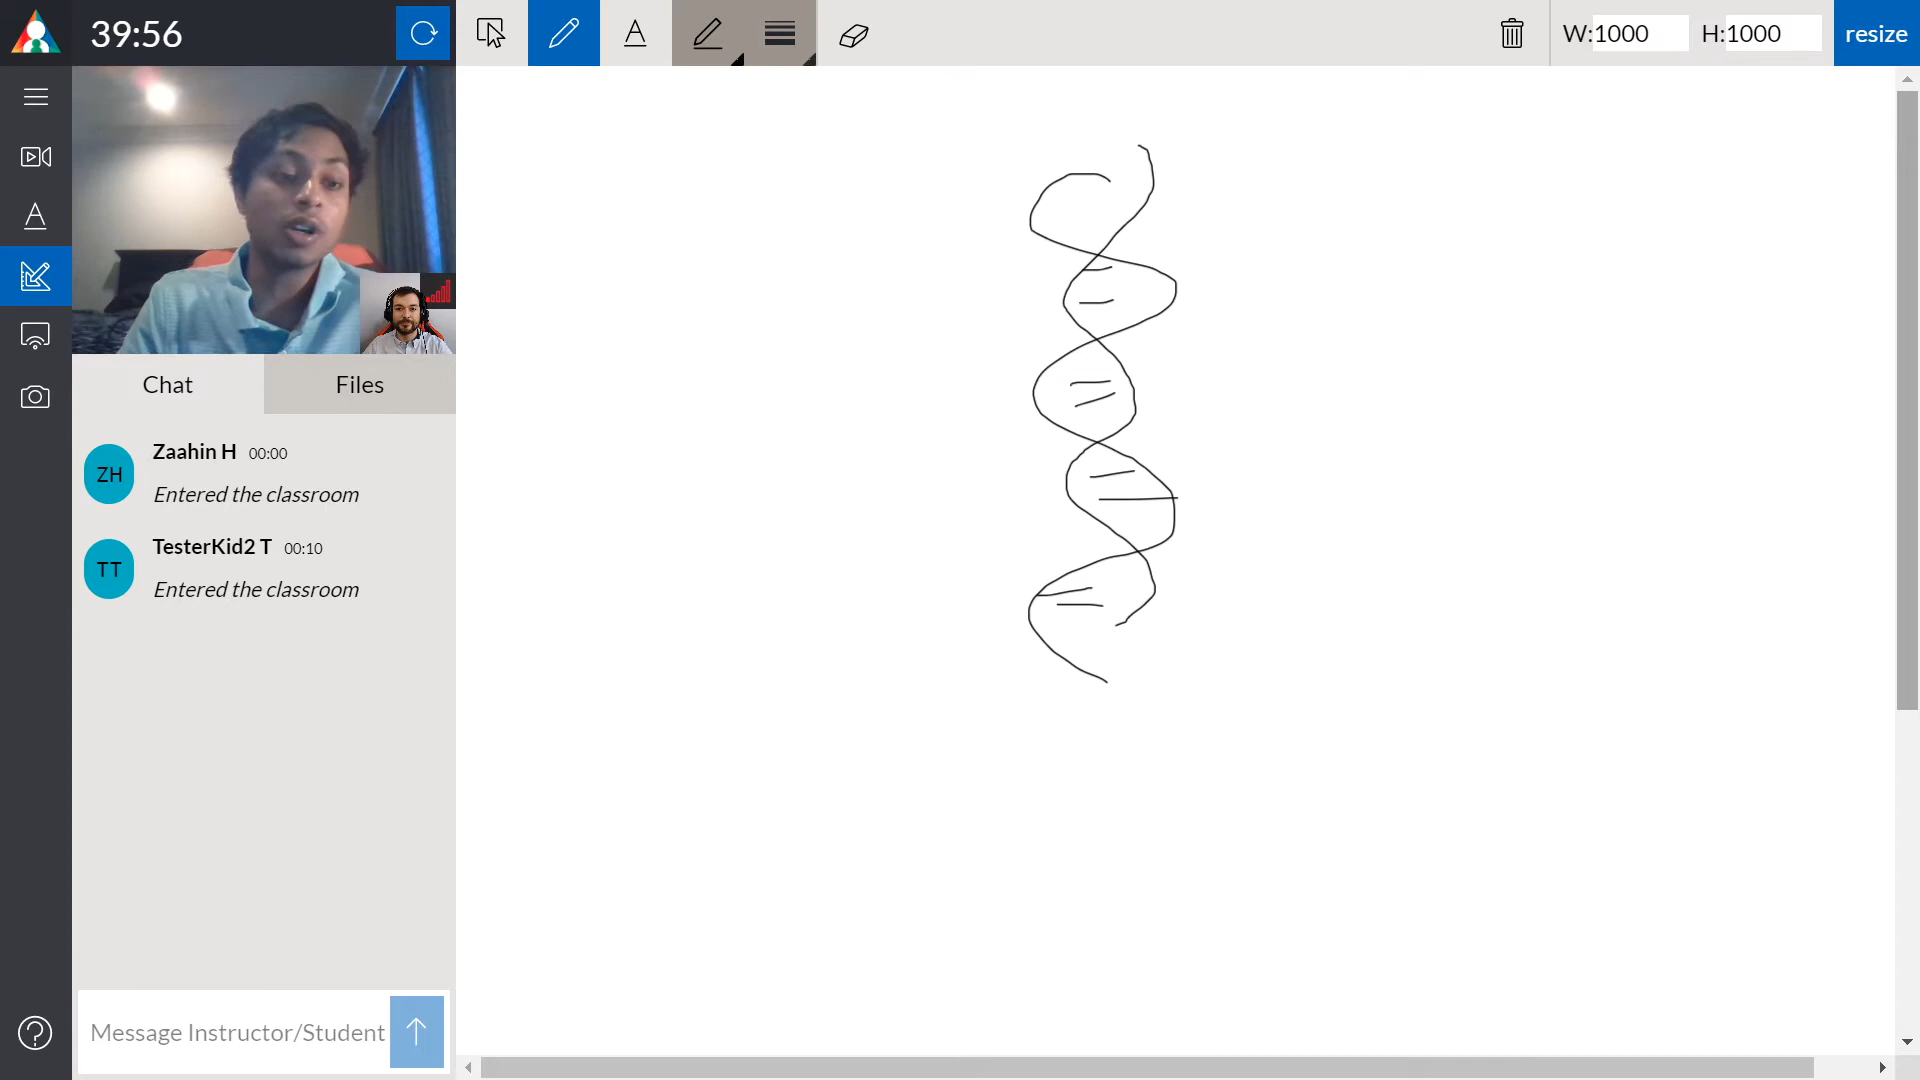 39:56
W:1000
H:1000
resize
Chat
Files
ZH
Zaahin H 00:00
Entered the classroom
TT
TesterKid2 T 00:10
Entered the classroom
Message Instructor/Student